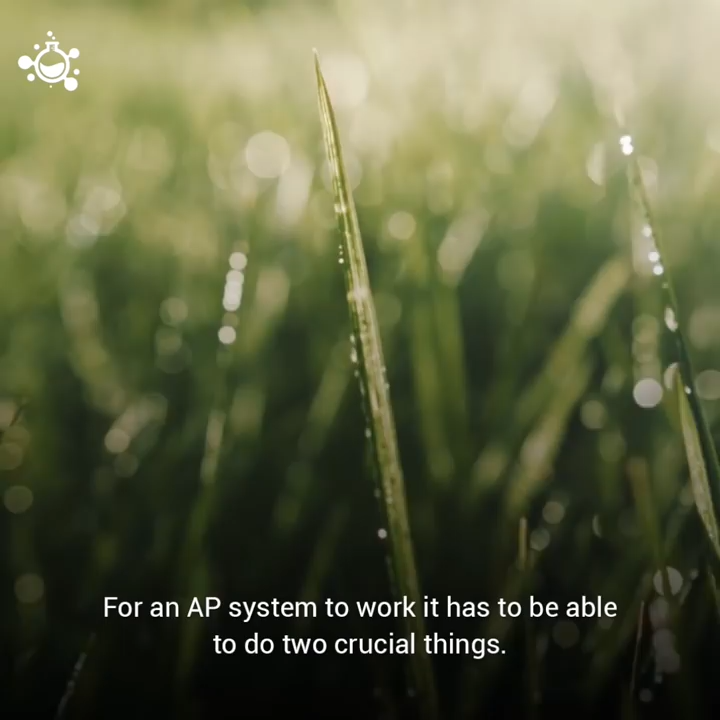 For an AP system to work it has to be able
to do two crucial things.